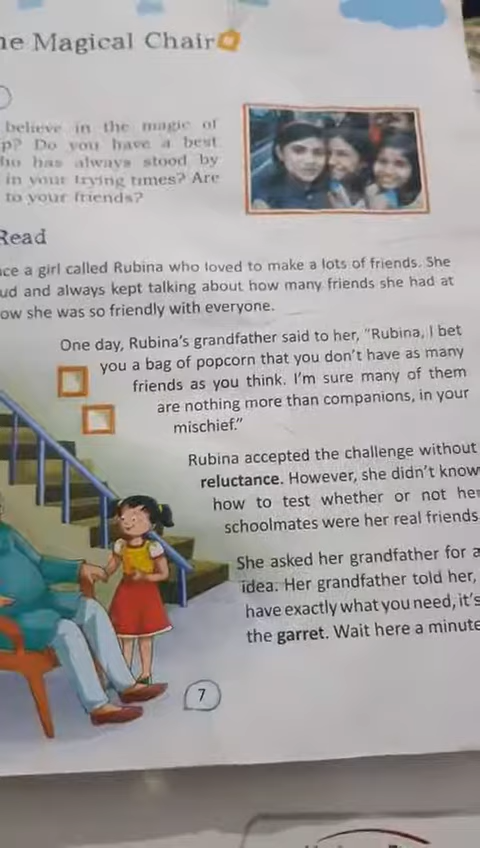 he Magical Chair
believe in the magic of
p? Do you have a best
ho has always stood by
in your trying times? Are
to your friends?
Read
ce a girl called Rubina who loved to make a lots of friends. She
ud and always kept talking about how many friends she had at
ow she was so friendly with everyone.
One day, Rubina's grandfather said to her, "Rubina, I bet
you a bag of popcorn that you don't have as many
friends as you think. I'm sure many of them
are nothing more than companions, in your
mischief."
Rubina accepted the challenge without
reluctance. However, she didn't know
how to test whether or not her
schoolmates were her real friends
She asked her grandfather for a
idea. Her grandfather told her,
have exactly what you need, it's
the garret. Wait here a minute
7